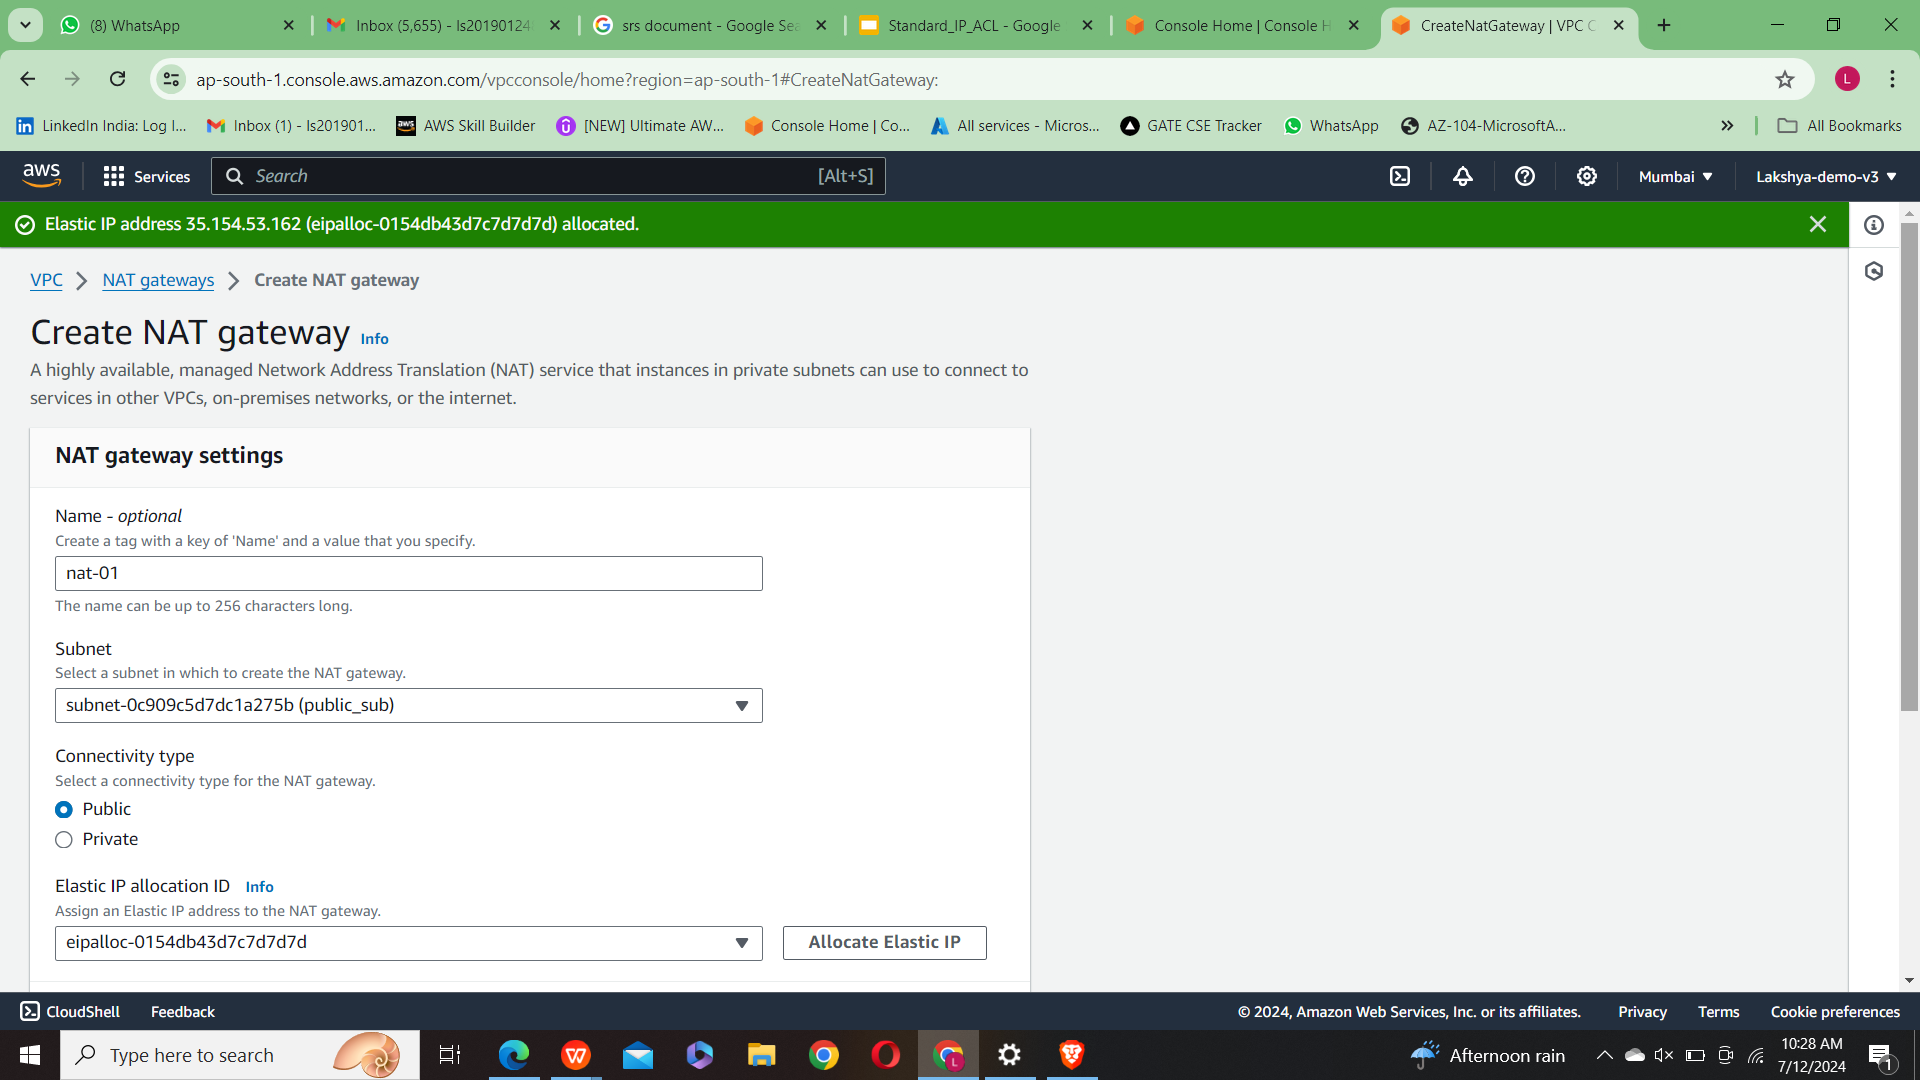 (8) WhatsApp
Inbox (5,655) - ls20190124
srs document - Google Sea
Standard_IP_ACL - Google
Console Home | Console H
CreateNatGateway | VPC C
ap-south-1.console.aws.amazon.com/vpcconsole/home?region=ap-south-1#CreateNatGateway:
L
LinkedIn India: Log I...
Inbox (1) - ls201901...
AWS Skill Builder
[NEW] Ultimate AW...
Console Home | Co...
All services - Micros...
GATE CSE Tracker
WhatsApp
AZ-104-MicrosoftA...
All Bookmarks
aws
Services
Search
[Alt+S]
Mumbai
Lakshya-demo-v3
Elastic IP address 35.154.53.162 (eipalloc-0154db43d7c7d7d7d) allocated.
VPC
NAT gateways
Create NAT gateway
Create NAT gateway Info
A highly available, managed Network Address Translation (NAT) service that instances in private subnets can use to connect to
services in other VPCs, on-premises networks, or the internet.
NAT gateway settings
Name - optional
Create a tag with a key of 'Name' and a value that you specify.
nat-01
The name can be up to 256 characters long.
Subnet
Select a subnet in which to create the NAT gateway.
subnet-0c909c5d7dc1a275b (public_sub)
Connectivity type
Select a connectivity type for the NAT gateway.
Public
Private
Elastic IP allocation ID Info
Assign an Elastic IP address to the NAT gateway.
eipalloc-0154db43d7c7d7d7d
Allocate Elastic IP
CloudShell
Feedback
© 2024, Amazon Web Services, Inc. or its affiliates.
Privacy
Terms
Cookie preferences
Type here to search
Afternoon rain
10:28 AM
7/12/2024
1